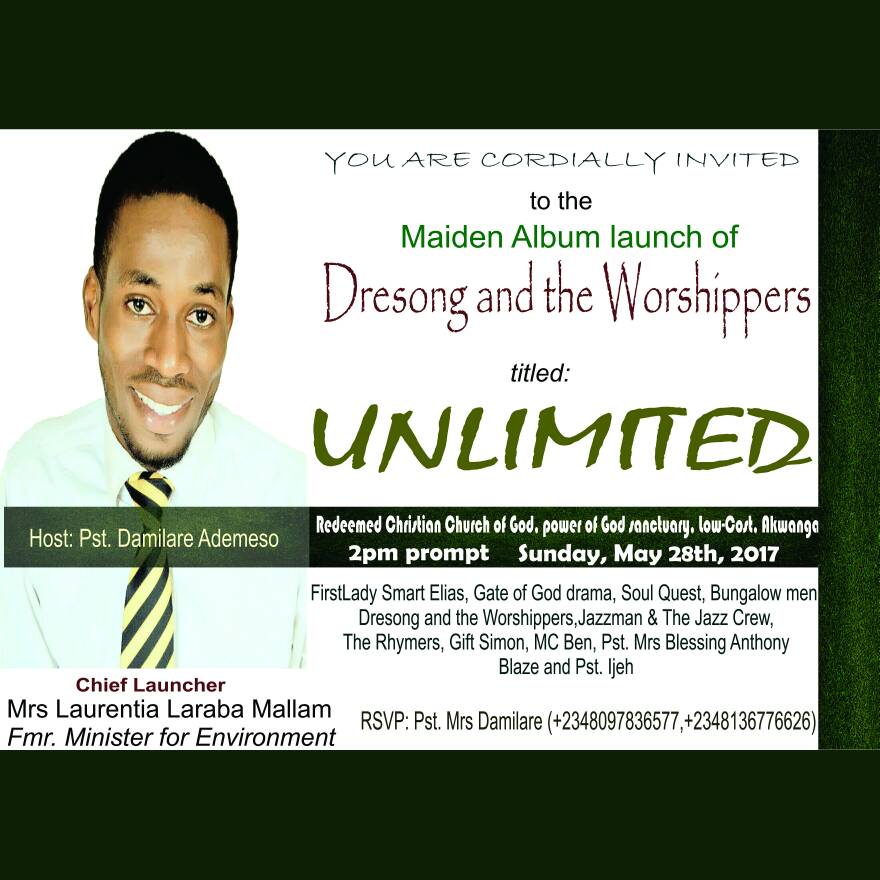 YOU ARE CORDIALLY INVITED
to the
Maiden Album launch of
Dresong and the Worshippers
titled:
UNLIMITED
Host: Pst. Damilare Ademeso
Redeemed Christian Church of God, power of God sanctuary, Low-Cost, Akwanga
2pm prompt Sunday, May 28th, 2017
FirstLady Smart Elias, Gate of God drama, Soul Quest, Bungalow men
Dresong and the Worshippers,Jazzman & The Jazz Crew,
The Rhymers, Gift Simon, MC Ben, Pst. Mrs Blessing Anthony
Blaze and Pst. Ijeh
Chief Launcher
Mrs Laurentia Laraba Mallam
Fmr. Minister for Environment
RSVP: Pst. Mrs Damilare (+2348097836577,+2348136776626)